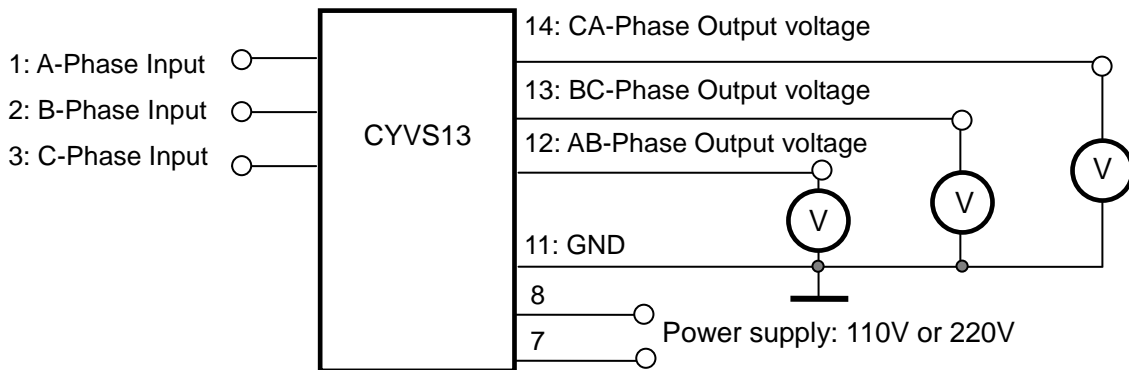 14: CA-Phase Output voltage
1: A-Phase Input
13: BC-Phase Output voltage
2: B-Phase Input
CYVS13
12: AB-Phase Output voltage
3: C-Phase Input
V
V
V
11: GND
8
Power supply: 110V or 220V
7